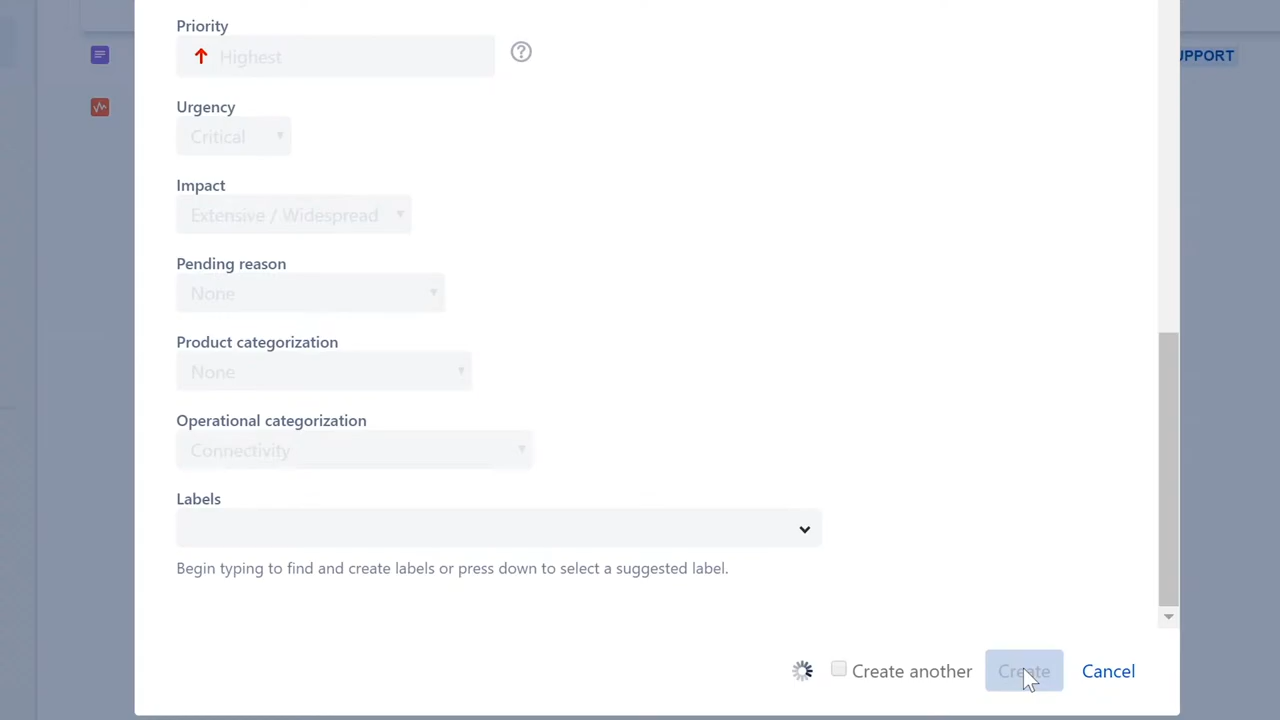 Priority
Highest
UPPORT
Urgency
Critical
Impact
Extensive / Widespread
Pending reason
None
Product categorization
None
Operational categorization
Connectivity
Labels
Begin typing to find and create labels or press down to select a suggested label.
Create another Create Cancel